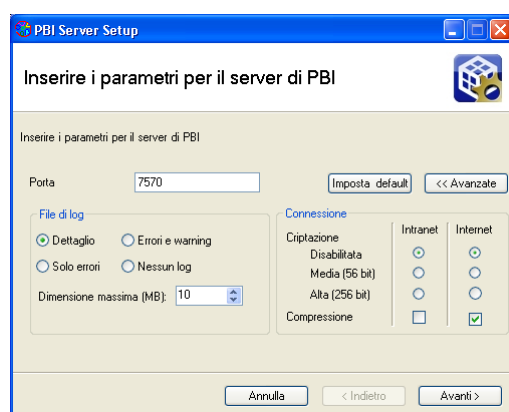 PBI Server Setup
Inserire i parametri per il server di PBI
Inserire i parametri per il server di PBI
Porta 7570 Imposta default << Avanzate
File di log
Dettaglio Errori e warning
Solo errori Nessun log
Dimensione massima (MB): 10
Connessione
Intranet Internet
Criptazione
Disabilitata
Media (56 bit)
Alta (256 bit)
Compressione
Annulla < Indietro Avanti >